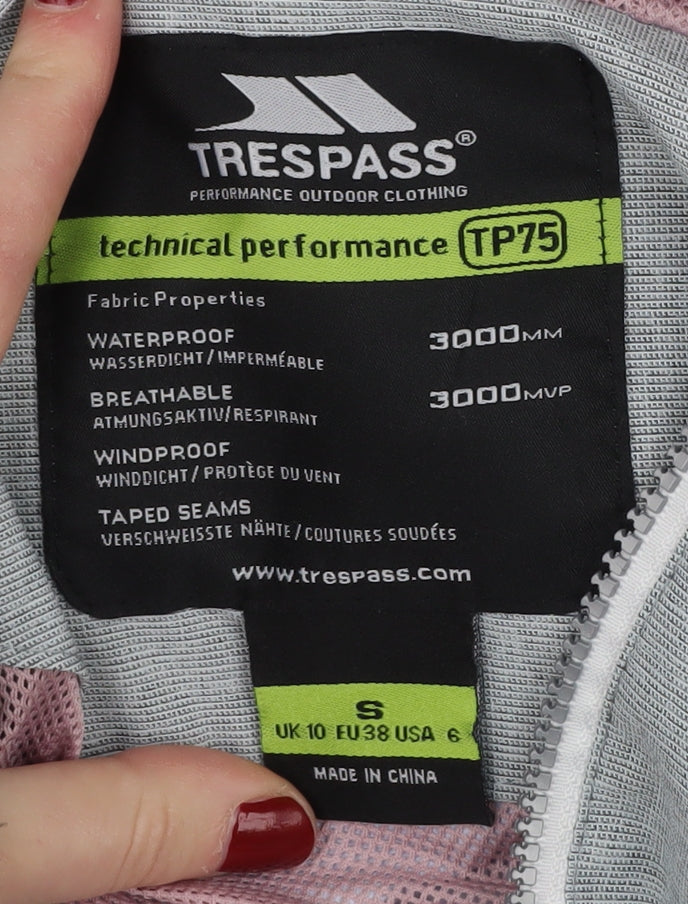 TRESPASS®
PERFORMANCE OUTDOOR CLOTHING
technical performance TP75
Fabric Properties
WATERPROOF 3000MM
WASSERDICHT/IMPERMÉABLE
BREATHABLE 3000MVP
ATMUNGSAKTIV/RESPIRANT
WINDPROOF
WINDDICHT/PROTÈGE DU VENT
TAPED SEAMS
VERSCHWEISSTE NÄHTE/COUTURES SOUDÉES
www.trespass.com
S
UK 10 EU 38 USA 6
MADE IN CHINA